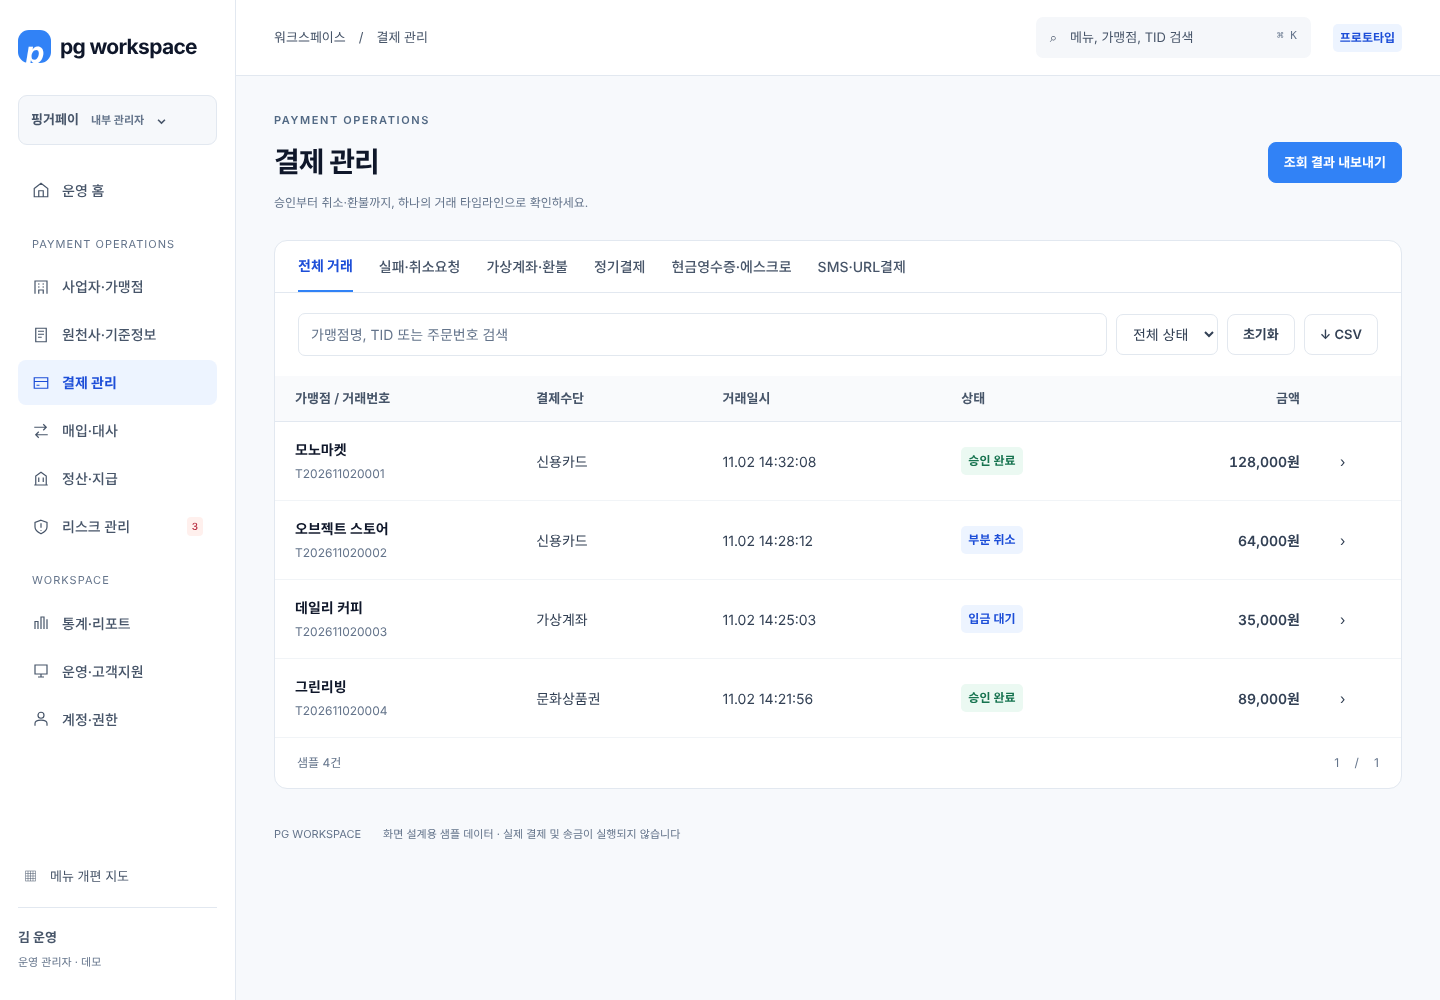 p pg workspace
핑거페이 내부 관리자
운영 홈
PAYMENT OPERATIONS
사업자·가맹점
원천사·기준정보
결제 관리
매입·대사
정산·지급
리스크 관리 3
WORKSPACE
통계·리포트
운영·고객지원
계정·권한
메뉴 개편 지도
김 운영
운영 관리자 · 데모
워크스페이스 / 결제 관리
메뉴, 가맹점, TID 검색 ⌘ K
프로토타입
PAYMENT OPERATIONS
결제 관리
승인부터 취소·환불까지, 하나의 거래 타임라인으로 확인하세요.
조회 결과 내보내기
전체 거래 실패·취소요청 가상계좌·환불 정기결제 현금영수증·에스크로 SMS·URL결제
가맹점명, TID 또는 주문번호 검색 전체 상태 초기화 ↓ CSV
가맹점 / 거래번호 결제수단 거래일시 상태 금액
모노마켓
T202611020001 신용카드 11.02 14:32:08 승인 완료 128,000원 ›
오브젝트 스토어
T202611020002 신용카드 11.02 14:28:12 부분 취소 64,000원 ›
데일리 커피
T202611020003 가상계좌 11.02 14:25:03 입금 대기 35,000원 ›
그린리빙
T202611020004 문화상품권 11.02 14:21:56 승인 완료 89,000원 ›
샘플 4건 1 / 1
PG WORKSPACE 화면 설계용 샘플 데이터 · 실제 결제 및 송금이 실행되지 않습니다